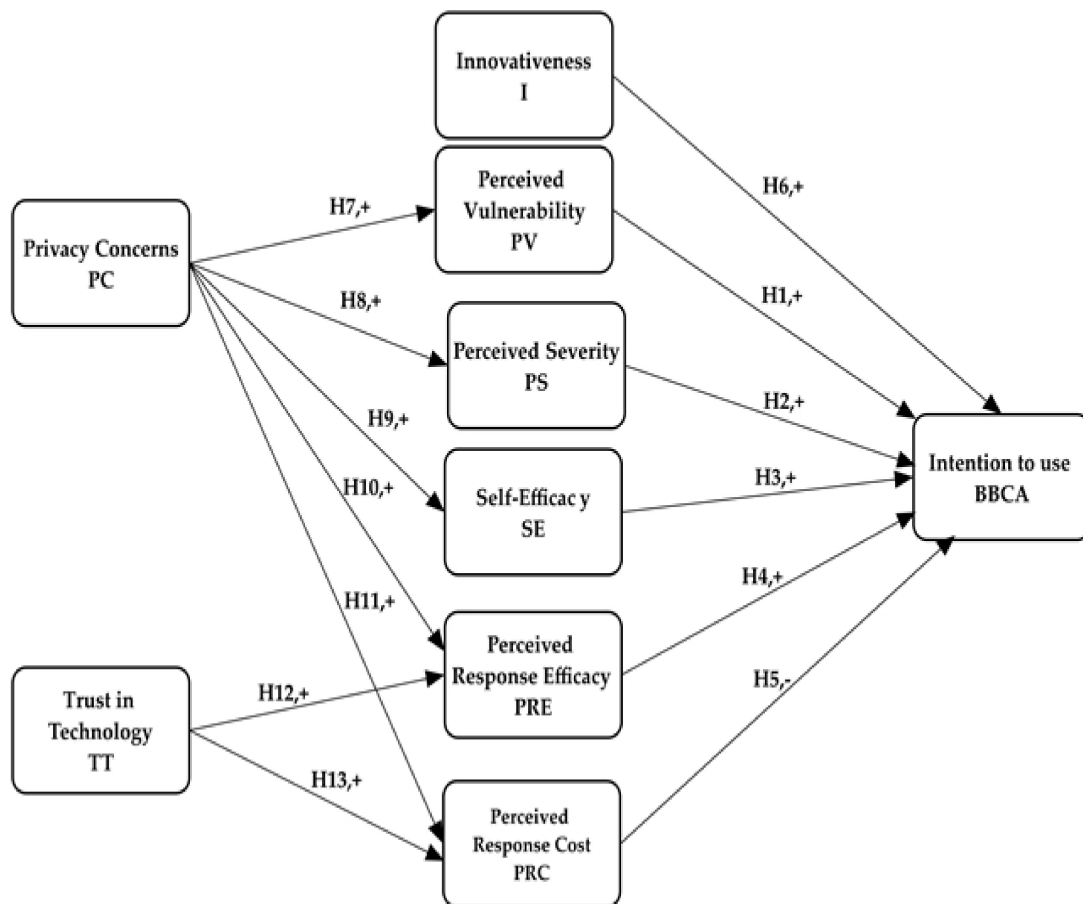 Innovativeness
I
H6,+
Perceived
Vulnerability
PV
H7,+
Privacy Concerns
PC
H1,+
H8,+
Perceived Severity
PS
H2,+
H9,+
Intention to use
BBCA
H10,+
Self-Efficacy
SE
H3,+
H4,+
H11,+
Perceived
Response Efficacy
PRE
H12,+
Trust in
Technology
TT
H5,-
H13,+
Perceived
Response Cost
PRC